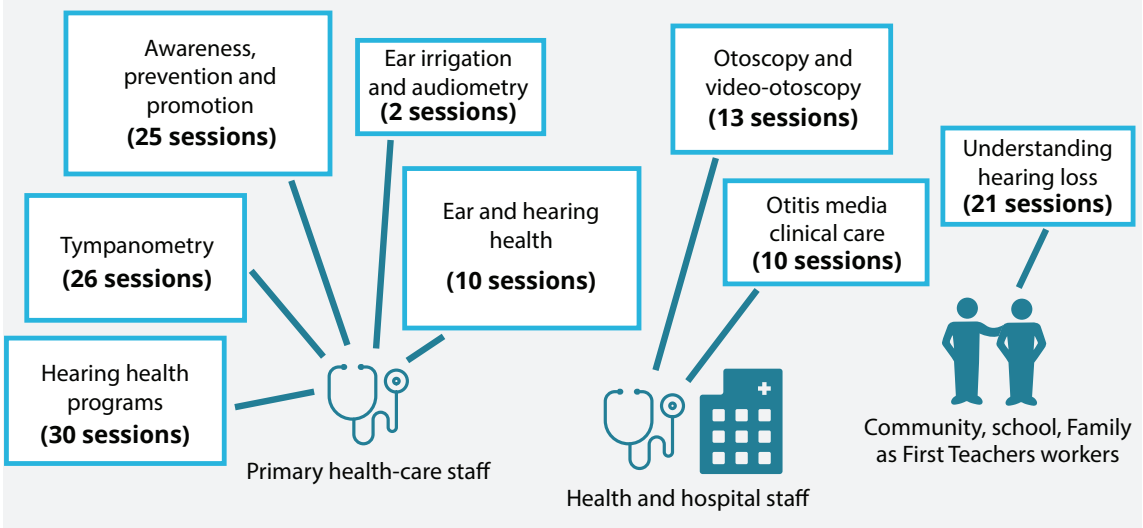 Awareness,
prevention and
promotion
(25 sessions)
Ear irrigation
and audiometry
(2 sessions)
Otoscopy and
video-otoscopy
(13 sessions)
Understanding
hearing loss
(21 sessions)
Tympanometry
(26 sessions)
Ear and hearing
health
(10 sessions)
Otitis media
clinical care
(10 sessions)
Hearing health
programs
(30 sessions)
Primary health-care staff
Health and hospital staff
Community, school, Family
as First Teachers workers